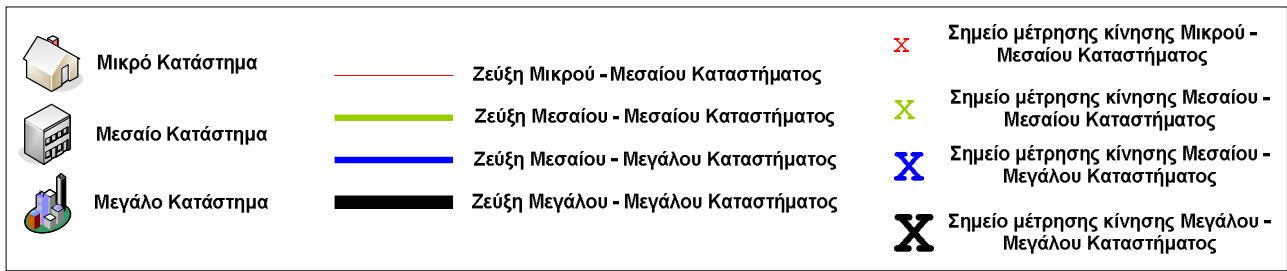 Μικρό Κατάστημα
Μεσαίο Κατάστημα
Μεγάλο Κατάστημα
Ζεύξη Μικρού - Μεσαίου Καταστήματος
Ζεύξη Μεσαίου - Μεσαίου Καταστήματος
Ζεύξη Μεσαίου - Μεγάλου Καταστήματος
Ζεύξη Μεγάλου - Μεγάλου Καταστήματος
x Σημείο μέτρησης κίνησης Μικρού -
Μεσαίου Καταστήματος
x Σημείο μέτρησης κίνησης Μεσαίου -
Μεσαίου Καταστήματος
x Σημείο μέτρησης κίνησης Μεσαίου -
Μεγάλου Καταστήματος
x Σημείο μέτρησης κίνησης Μεγάλου -
Μεγάλου Καταστήματος